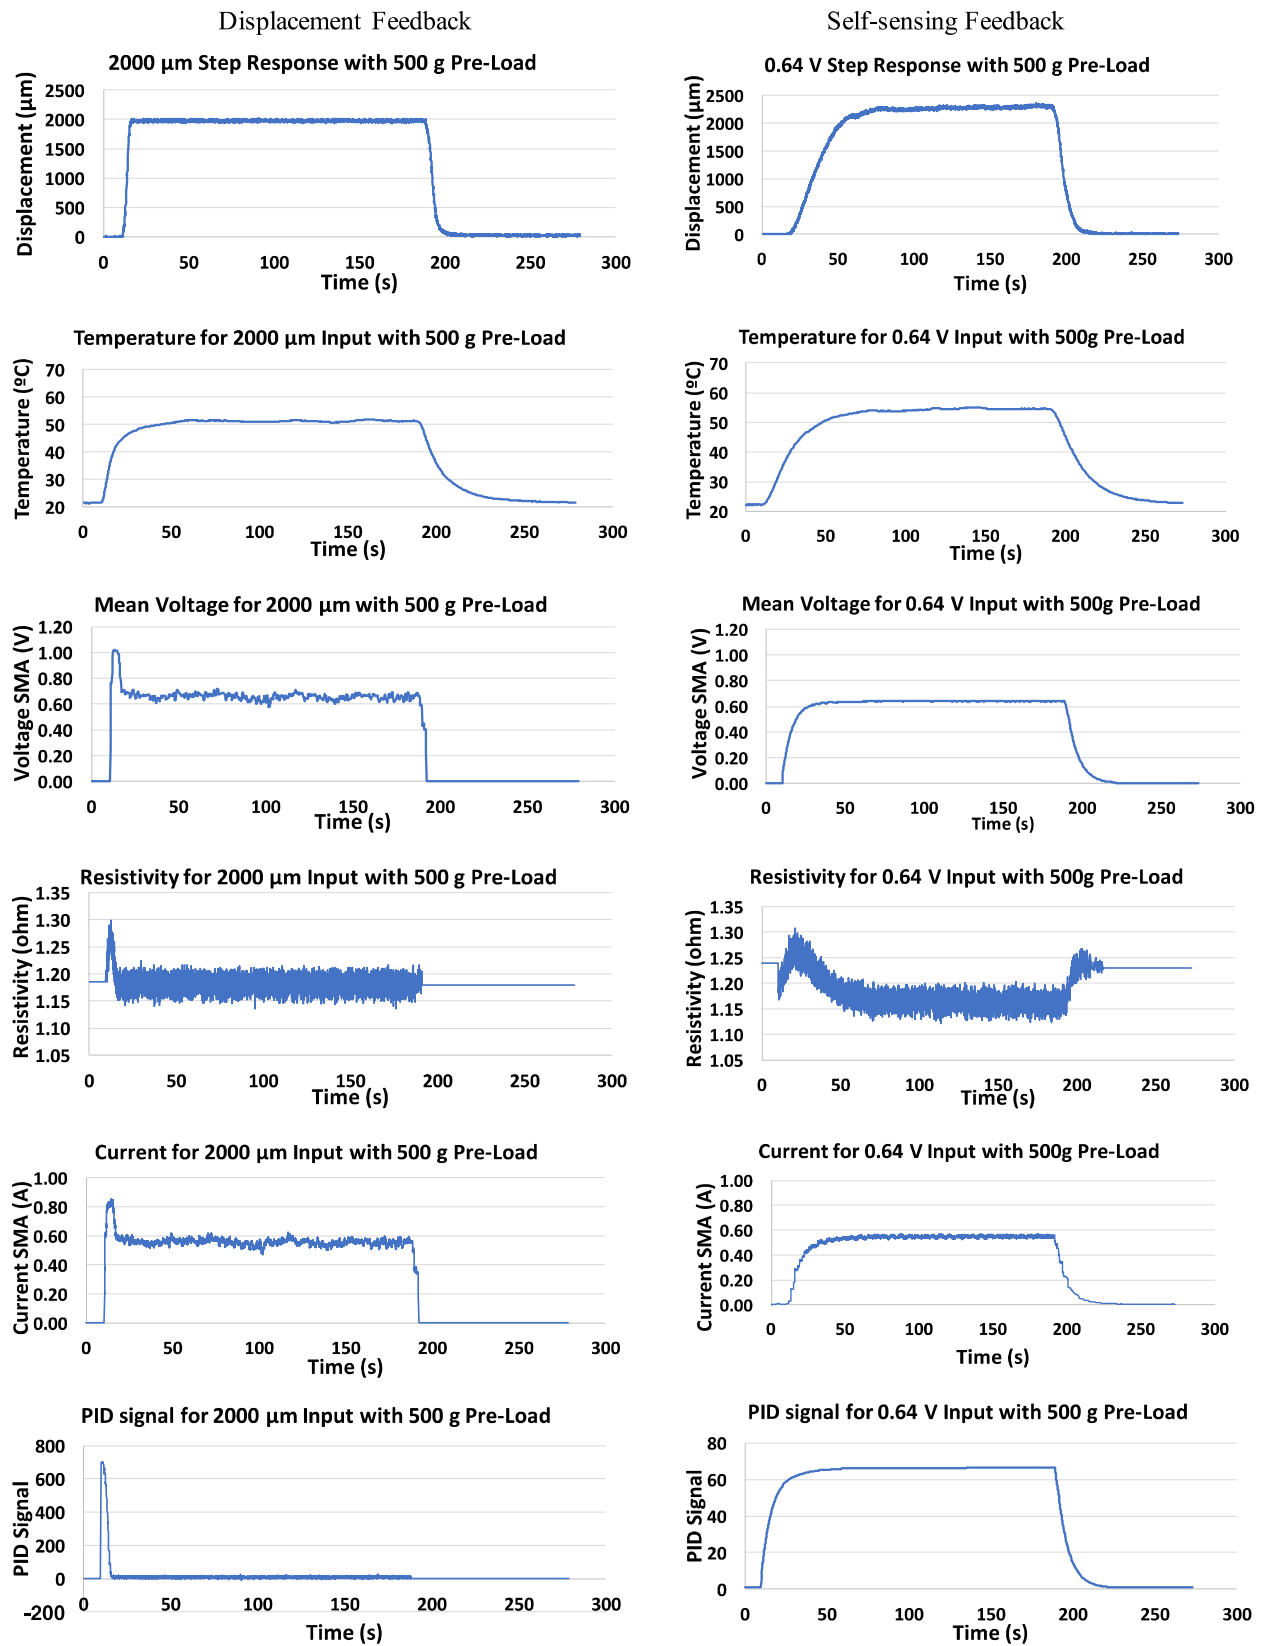 Displacement Feedback
Self-sensing Feedback
2000 µm Step Response with 500 g Pre-Load
Displacement (µm)
2500
2000
1500
1000
500
0
0 50 100 150 200 250 300
Time (s)
0.64 V Step Response with 500 g Pre-Load
Displacement (µm)
2500
2000
1500
1000
500
0
0 50 100 150 200 250 300
Time (s)
Temperature for 2000 µm Input with 500 g Pre-Load
Temperature (ºC)
70
60
50
40
30
20
0 50 100 150 200 250 300
Time (s)
Temperature for 0.64 V Input with 500g Pre-Load
Temperature (ºC)
70
60
50
40
30
20
0 50 100 150 200 250 300
Time (s)
Mean Voltage for 2000 µm with 500 g Pre-Load
Voltage SMA (V)
1.20
1.00
0.80
0.60
0.40
0.20
0.00
0 50 100 150 200 250 300
Time (s)
Mean Voltage for 0.64 V Input with 500g Pre-Load
Voltage SMA (V)
1.20
1.00
0.80
0.60
0.40
0.20
0.00
0 50 100 150 200 250 300
Time (s)
Resistivity for 2000 µm Input with 500 g Pre-Load
Resistivity (ohm)
1.35
1.30
1.25
1.20
1.15
1.10
1.05
0 50 100 150 200 250 300
Time (s)
Resistivity for 0.64 V Input with 500g Pre-Load
Resistivity (ohm)
1.35
1.30
1.25
1.20
1.15
1.10
1.05
0 50 100 150 200 250 300
Time (s)
Current for 2000 µm Input with 500 g Pre-Load
Current SMA (A)
1.00
0.80
0.60
0.40
0.20
0.00
0 50 100 150 200 250 300
Time (s)
Current for 0.64 V Input with 500g Pre-Load
Current SMA (A)
1.00
0.80
0.60
0.40
0.20
0.00
0 50 100 150 200 250 300
Time (s)
PID signal for 2000 µm Input with 500 g Pre-Load
PID Signal
800
600
400
200
0
-200
0 50 100 150 200 250 300
Time (s)
PID signal for 0.64 V Input with 500 g Pre-Load
PID Signal
80
60
40
20
0
0 50 100 150 200 250 300
Time (s)